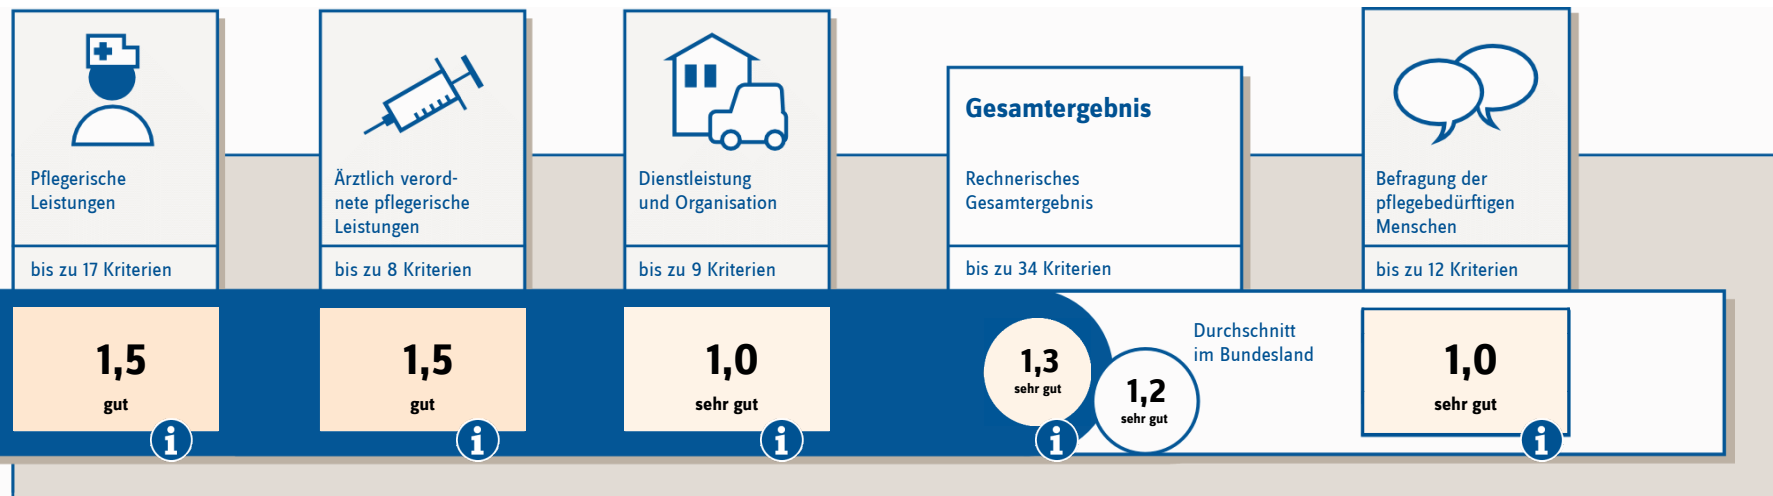 Pflegerische
Leistungen
bis zu 17 Kriterien
1,5
gut
i
Ärztlich verord-
nete pflegerische
Leistungen
bis zu 8 Kriterien
1,5
gut
i
Dienstleistung
und Organisation
bis zu 9 Kriterien
1,0
sehr gut
i
Gesamtergebnis
Rechnerisches
Gesamtergebnis
bis zu 34 Kriterien
1,3
sehr gut
i
1,2
sehr gut
Durchschnitt
im Bundesland
Befragung der
pflegebedürftigen
Menschen
bis zu 12 Kriterien
1,0
sehr gut
i